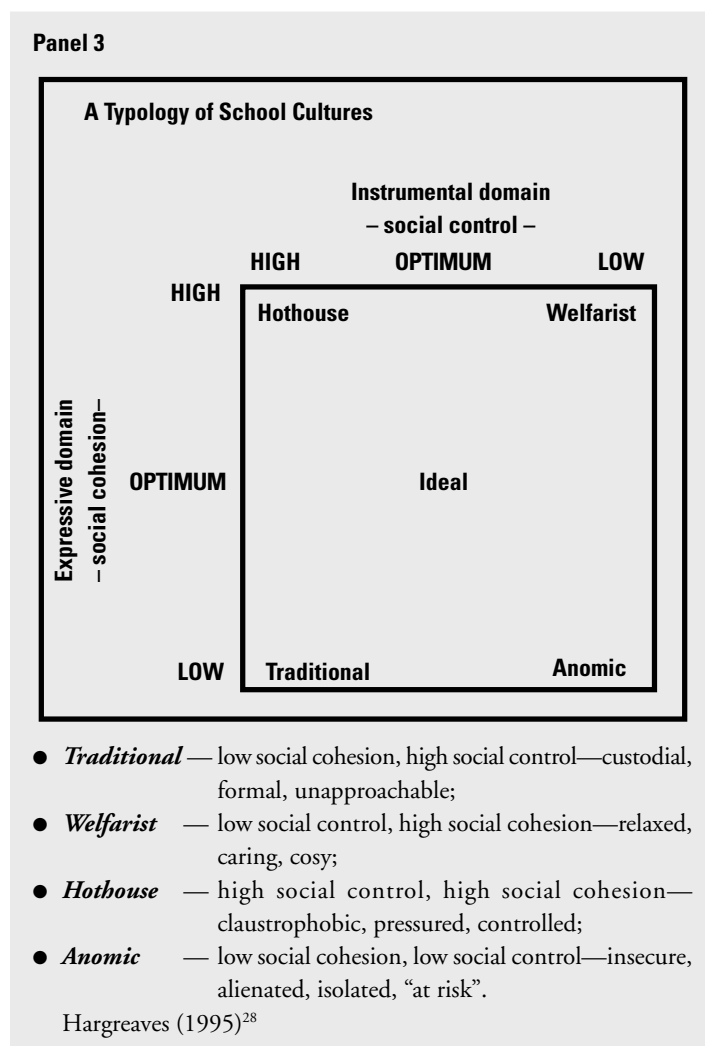 Panel 3
A Typology of School Cultures
Instrumental domain
– social control –
HIGH OPTIMUM LOW
HIGH
Hothouse Welfarist
Expressive domain
– social cohesion–
OPTIMUM Ideal
LOW Traditional Anomic
● Traditional — low social cohesion, high social control—custodial,
formal, unapproachable;
● Welfarist — low social control, high social cohesion—relaxed,
caring, cosy;
● Hothouse — high social control, high social cohesion—
claustrophobic, pressured, controlled;
● Anomic — low social cohesion, low social control—insecure,
alienated, isolated, “at risk”.
Hargreaves (1995)28